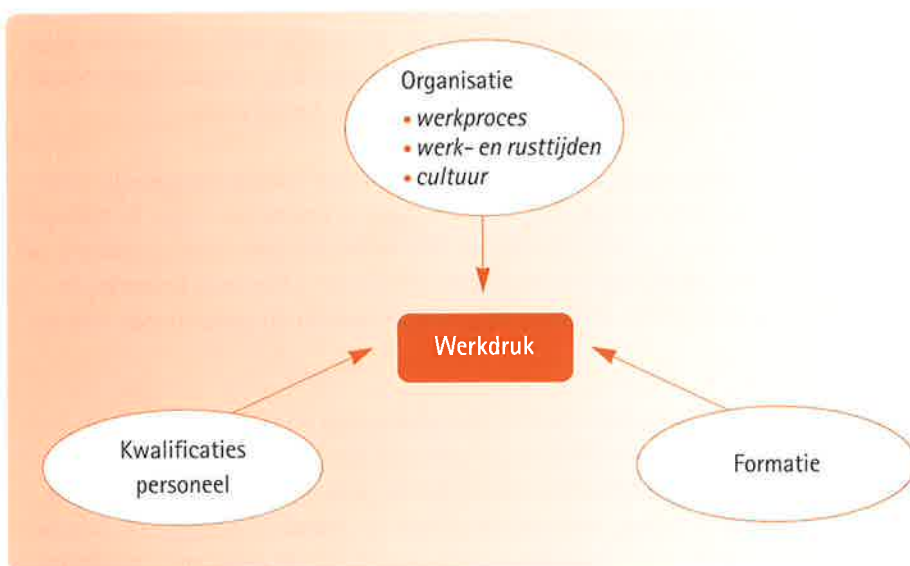 Organisatie
• werkproces
• werk- en rusttijden
• cultuur
Werkdruk
Kwalificaties
personeel
Formatie